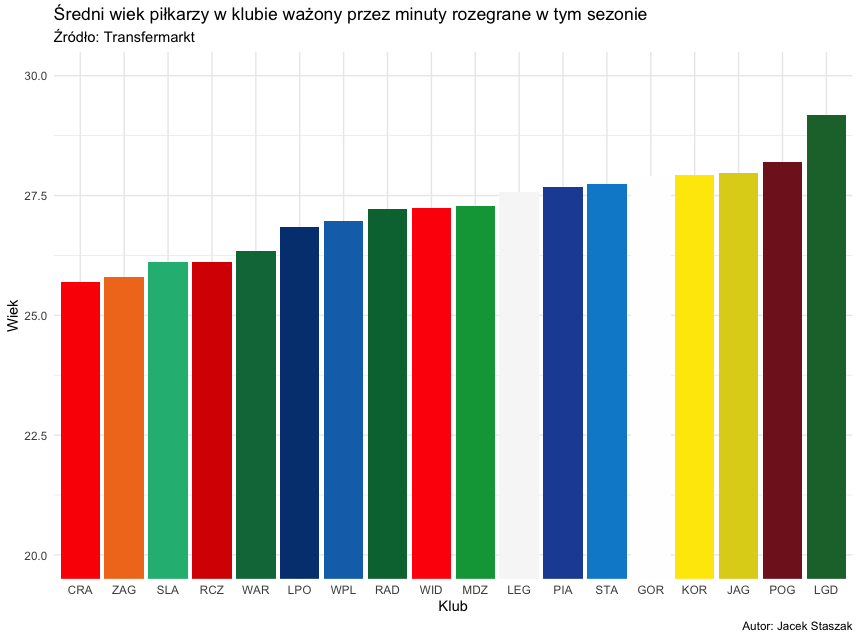 Średni wiek piłkarzy w klubie ważony przez minuty rozegrane w tym sezonie
Źródło: Transfermarkt
30.0
27.5
25.0
22.5
20.0
Wiek
CRA ZAG SLA RCZ WAR LPO WPL RAD WID MDZ LEG PIA STA GOR KOR JAG POG LGD
Klub
Autor: Jacek Staszak